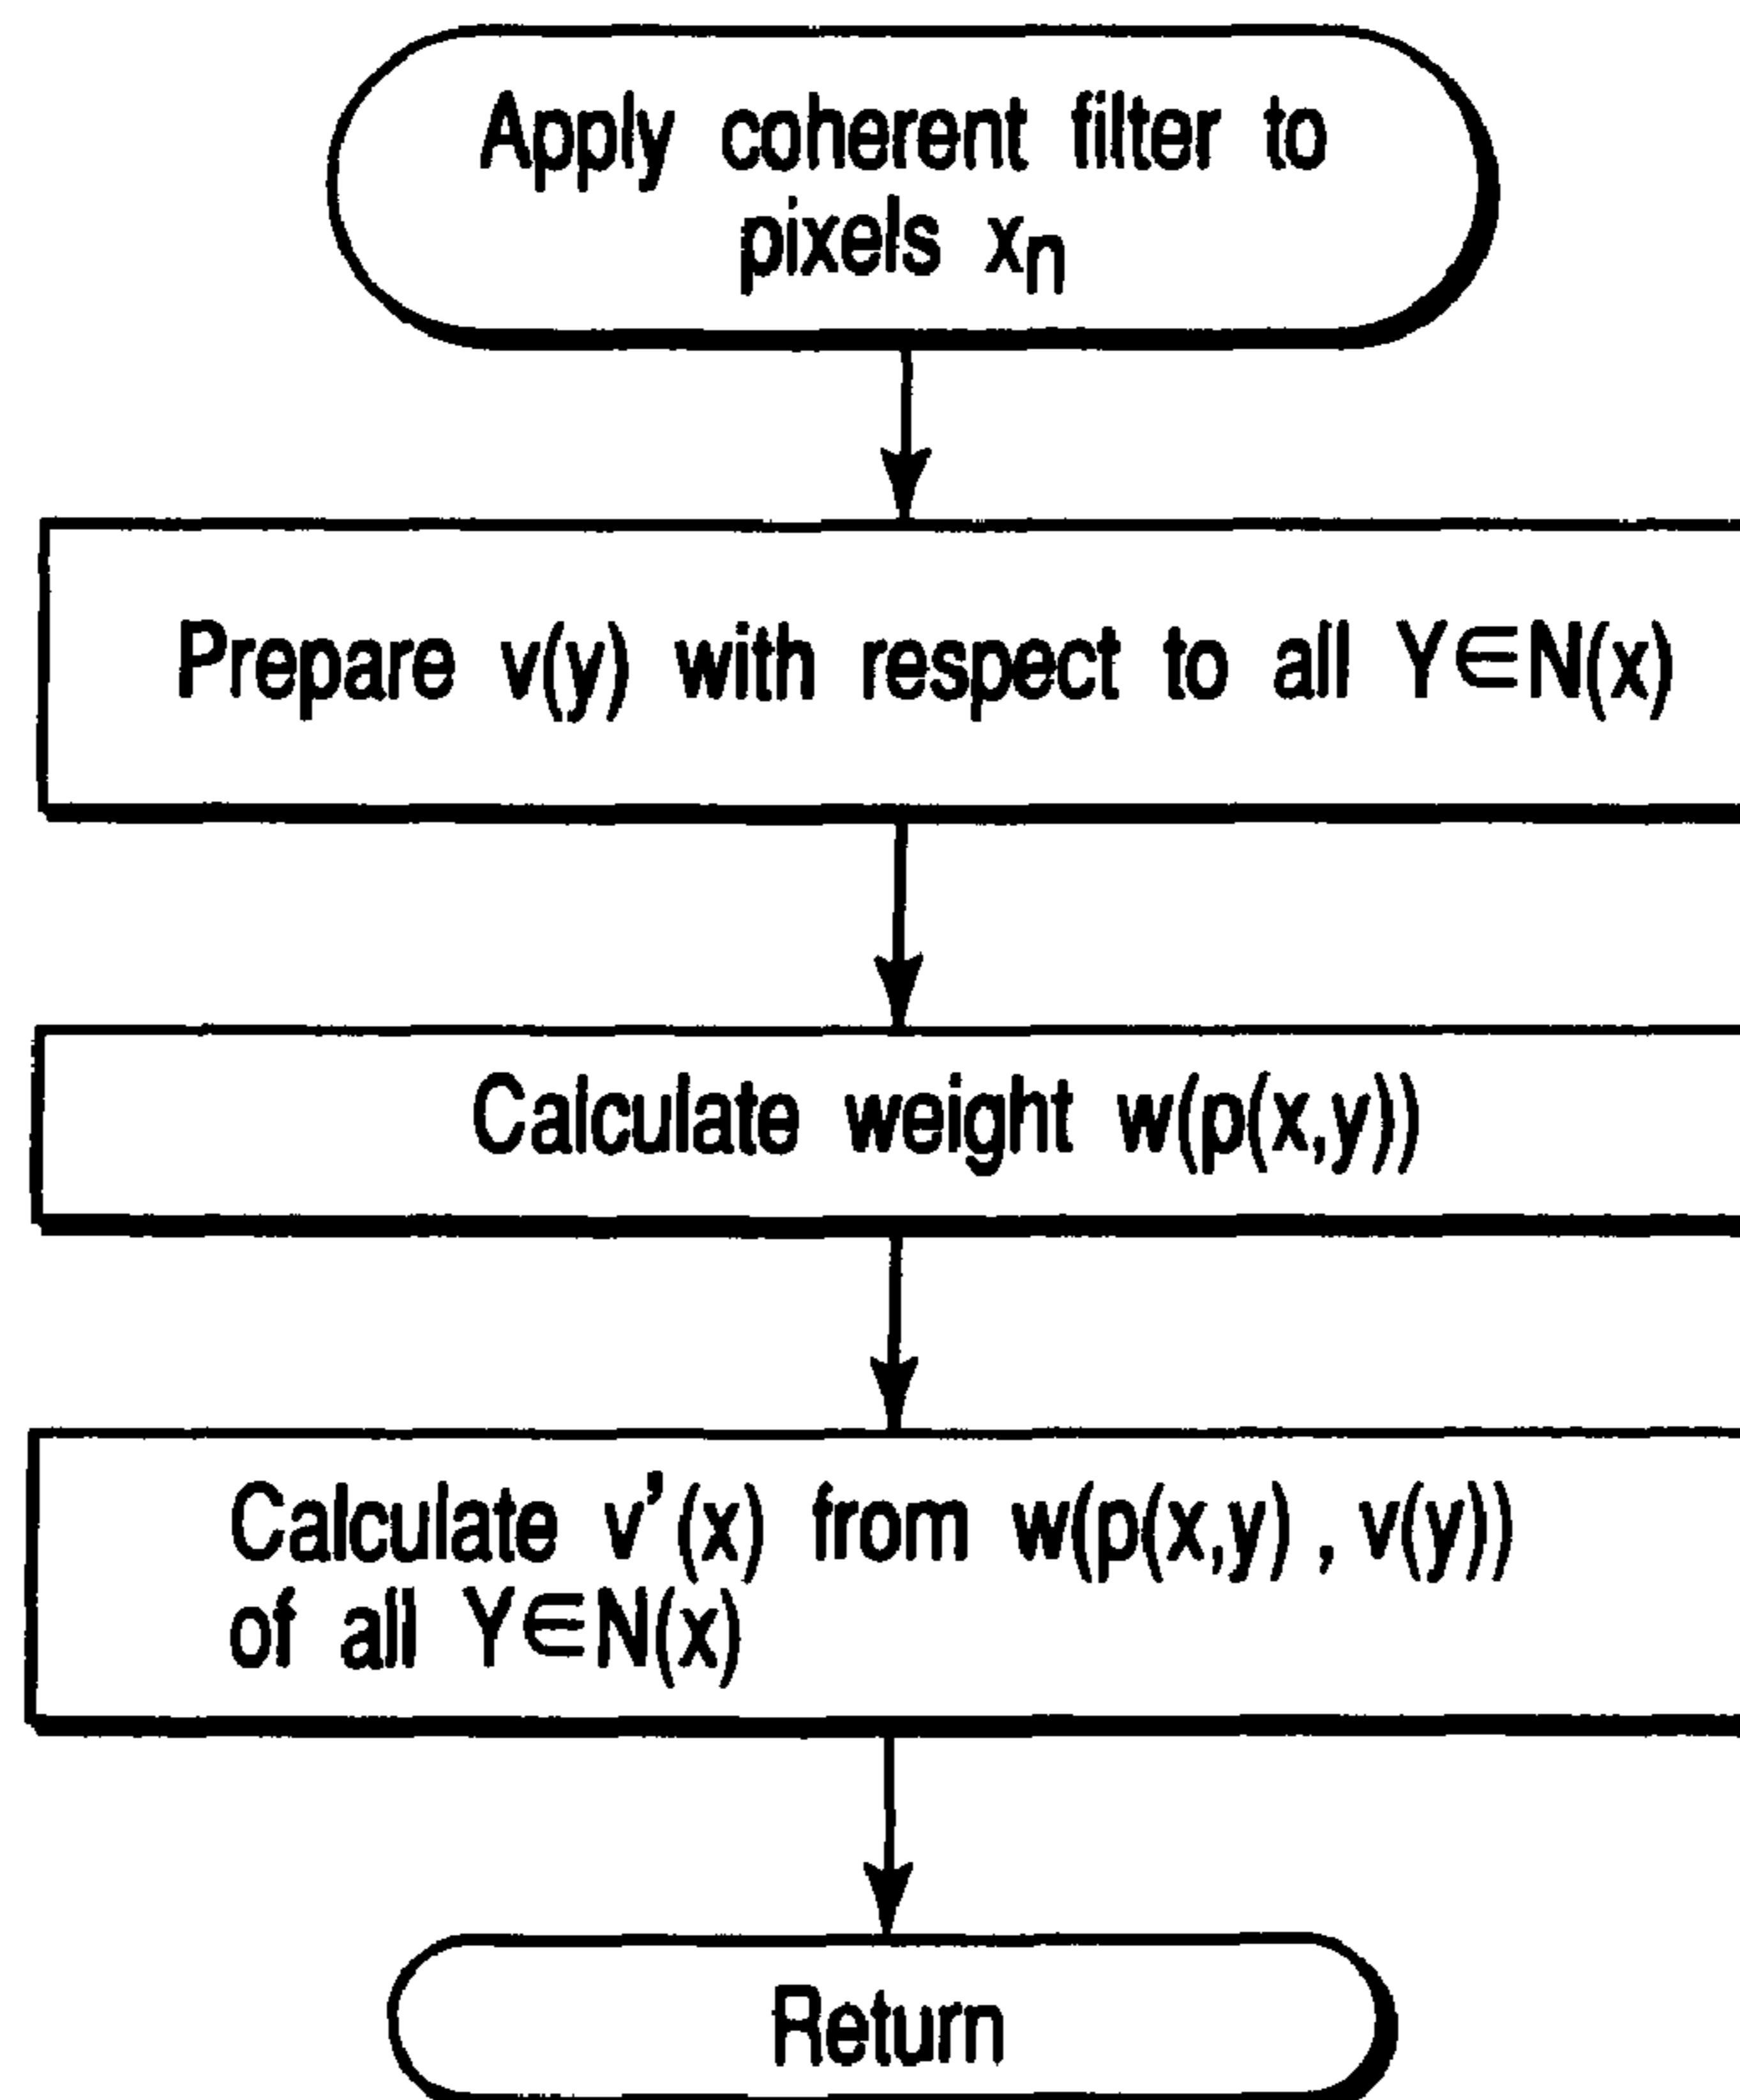 Apply coherent filter to
pixels xn
Prepare v(y) with respect to all Y∈N(x)
Calculate weight w(p(x,y))
Calculate v'(x) from w(p(x,y) , v(y))
of all Y∈N(x)
Return